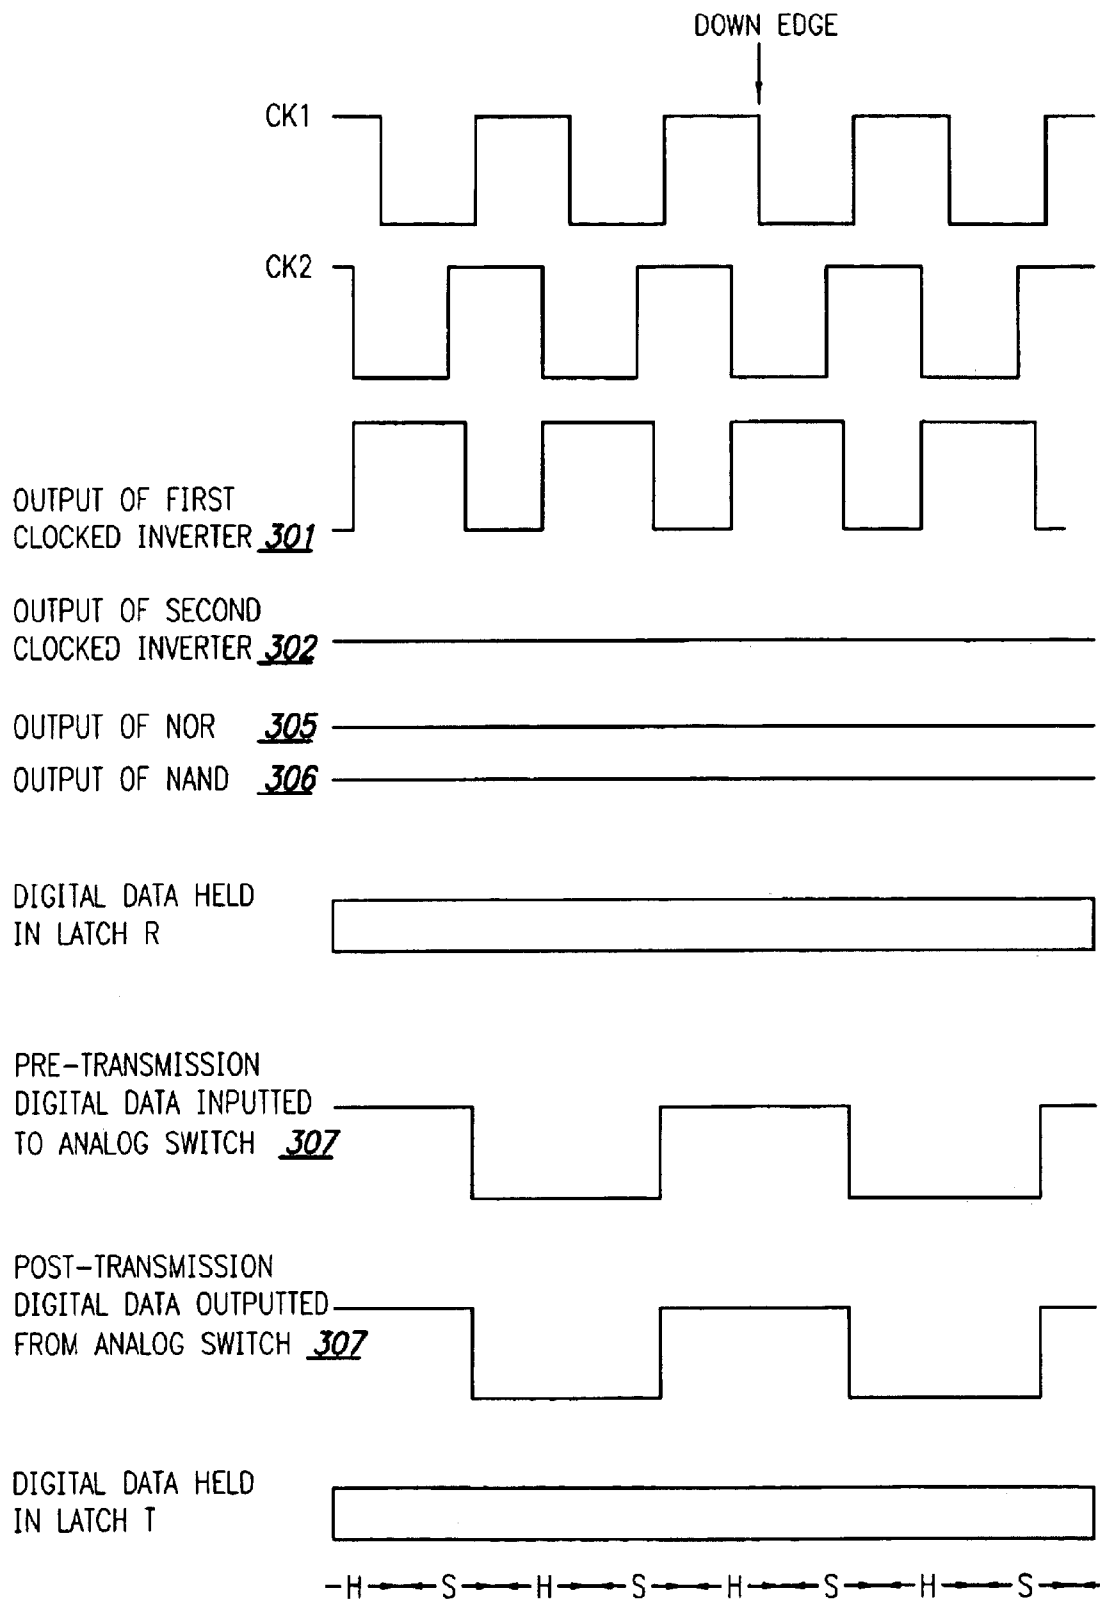 DOWN EDGE
CK1
CK2
OUTPUT OF FIRST
CLOCKED INVERTER 301
OUTPUT OF SECOND
CLOCKED INVERTER 302
OUTPUT OF NOR 305
OUTPUT OF NAND 306
DIGITAL DATA HELD
IN LATCH R
PRE-TRANSMISSION
DIGITAL DATA INPUTTED
TO ANALOG SWITCH 307
POST-TRANSMISSION
DIGITAL DATA OUTPUTTED
FROM ANALOG SWITCH 307
DIGITAL DATA HELD
IN LATCH T
H S H S H S H S